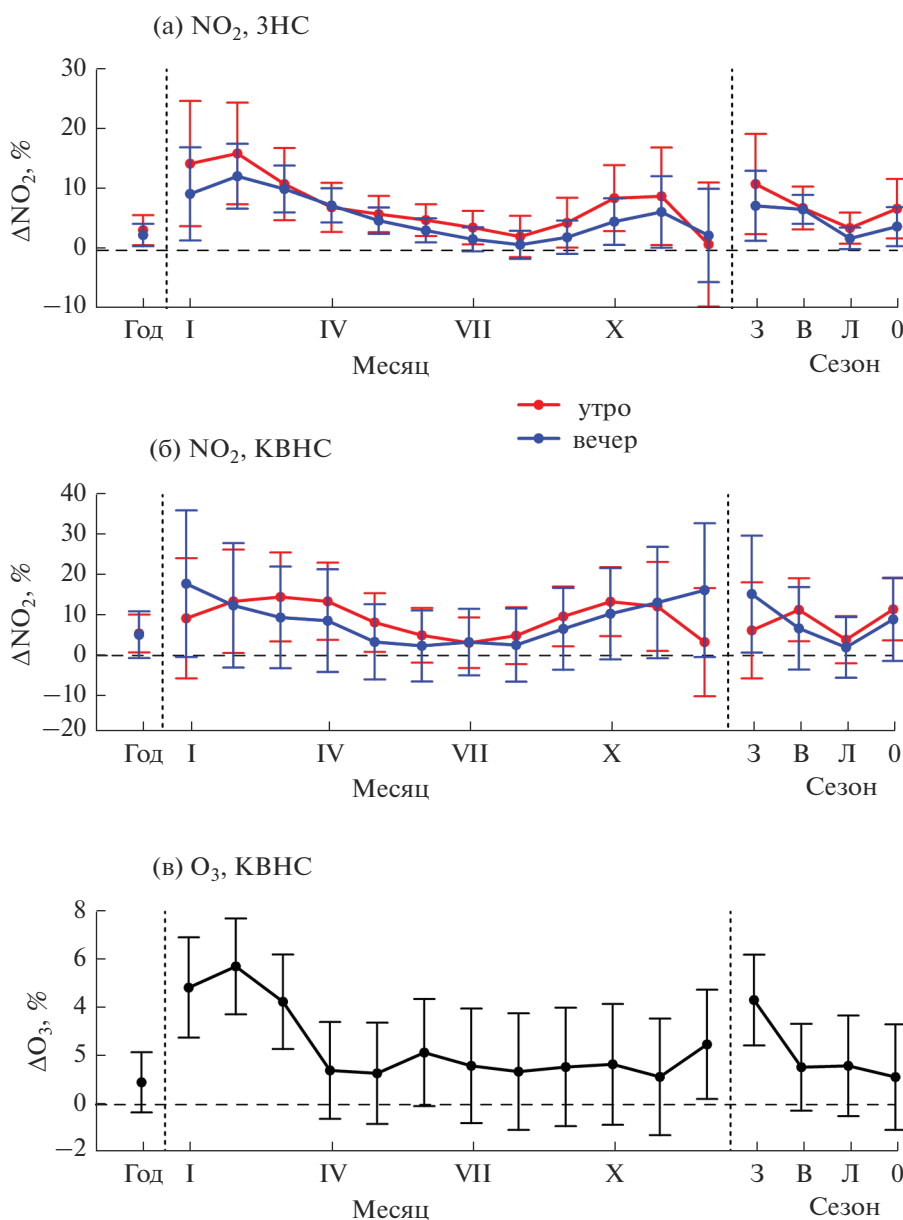 (а) NO₂, ЗНС
30
20
10
0
−10
ΔNO₂, %
Год I IV VII X З В Л 0
Месяц Сезон
утро
вечер
(б) NO₂, КВНС
40
30
20
10
0
−10
−20
ΔNO₂, %
Год I IV VII X З В Л 0
Месяц Сезон
(в) O₃, КВНС
8
6
4
5
0
−2
ΔO₃, %
Год I IV VII X З В Л 0
Месяц Сезон